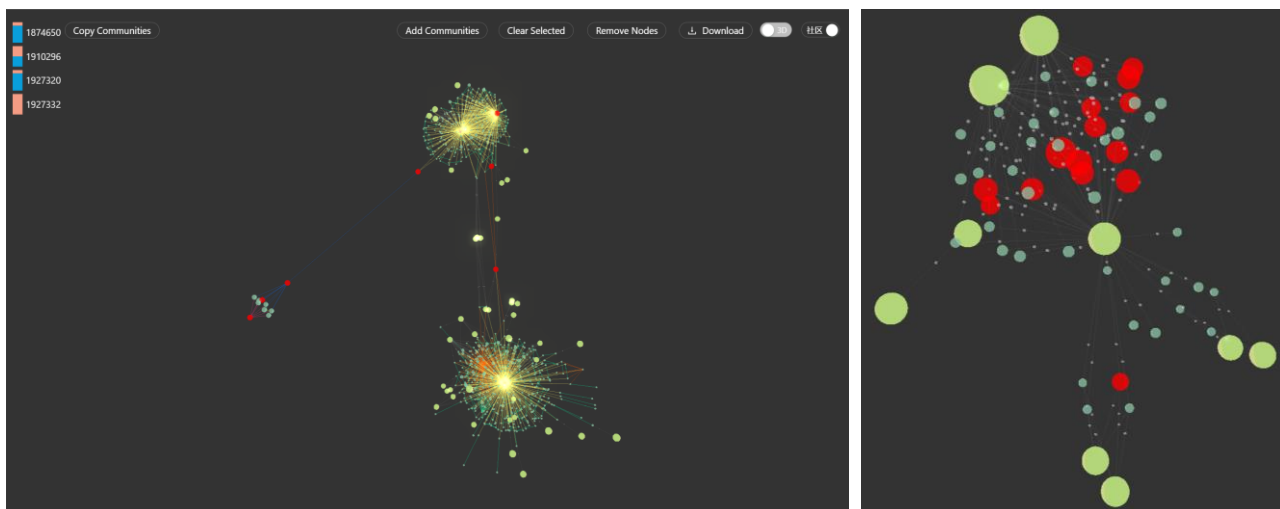 1874650
Copy Communities
Add Communities
Clear Selected
Remove Nodes
Download
3D
社区
1910296
1927320
1927332